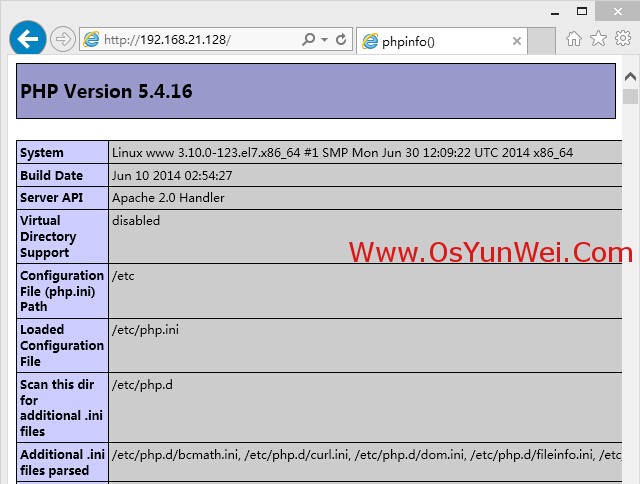 http://192.168.21.128/
phpinfo()
PHP Version 5.4.16
System
Linux www 3.10.0-123.el7.x86_64 #1 SMP Mon Jun 30 12:09:22 UTC 2014 x86_64
Build Date
Jun 10 2014 02:54:27
Server API
Apache 2.0 Handler
Virtual
Directory
Support
disabled
Www.OsYunWei.Com
Configuration
File (php.ini)
Path
/etc
Loaded
Configuration
File
/etc/php.ini
Scan this dir
for
additional .ini
files
/etc/php.d
Additional .ini
files parsed
/etc/php.d/bcmath.ini, /etc/php.d/curl.ini, /etc/php.d/dom.ini, /etc/php.d/fileinfo.ini, /etc